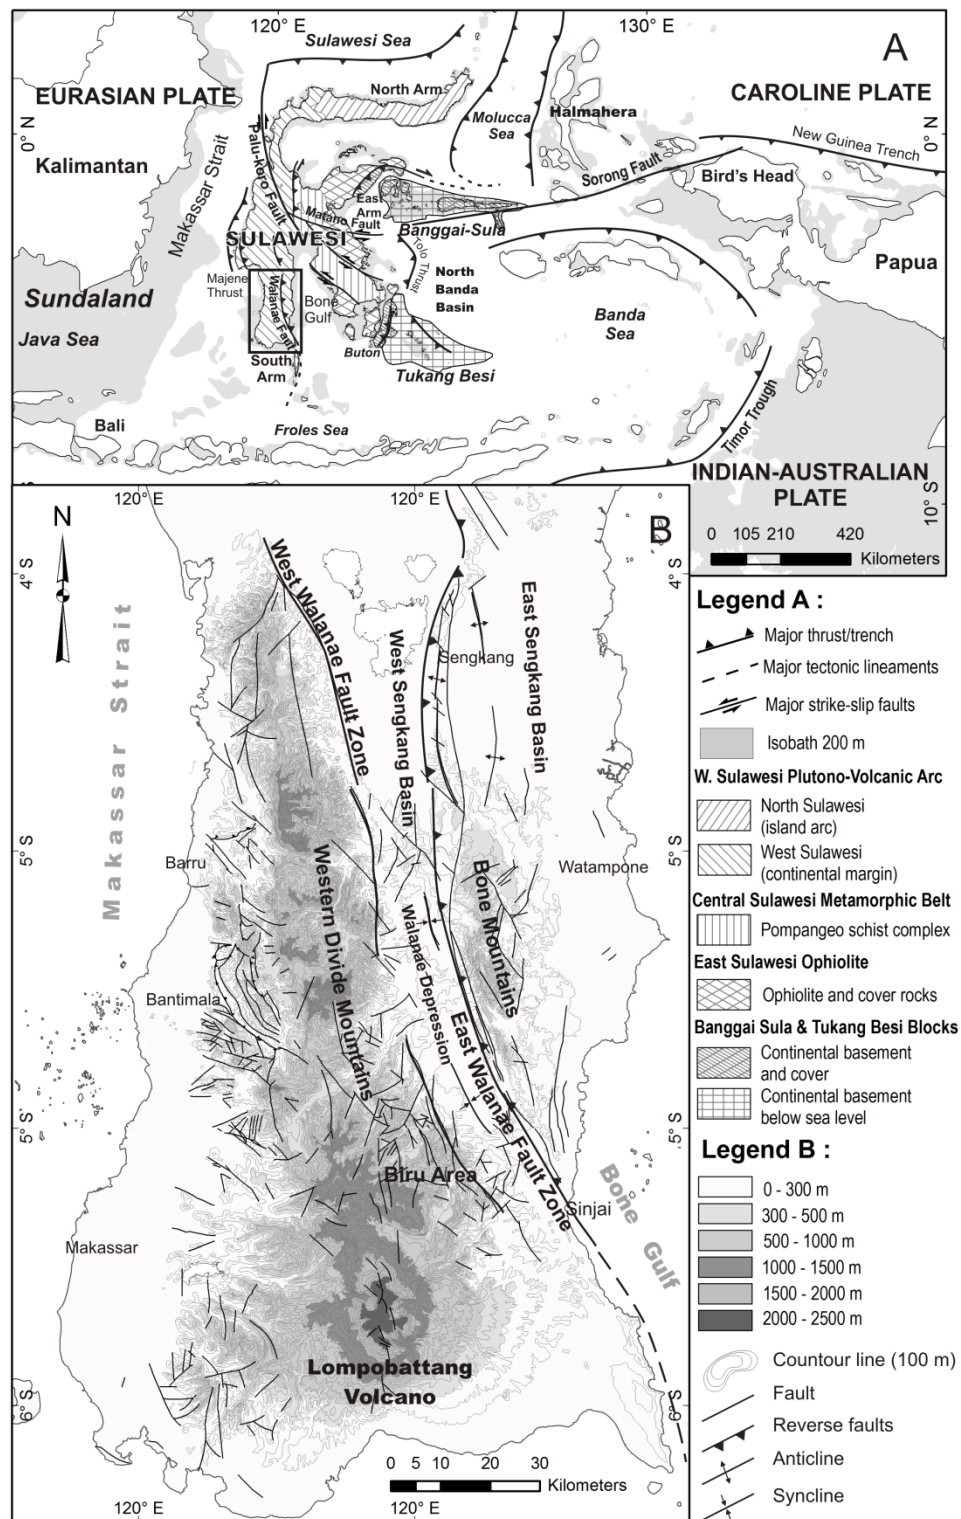 120° E
130° E
Sulawesi Sea
A
EURASIAN PLATE
North Arm
CAROLINE PLATE
Molucca
Sea
Halmahera
0° N
0° N
Kalimantan
Makassar Strait
Palu-koro Fault
New Guinea Trench
Sorong Fault
Bird's Head
East
Arm
Matano Fault
Banggai-Sula
SULAWESI
Tolo Thrust
Papua
Majene
Thrust
Walanae Fault
Bone
Gulf
North
Banda
Basin
Sundaland
Java Sea
Banda
Sea
Buton
South
Arm
Tukang Besi
Bali
Froles Sea
Timor Trough
INDIAN-AUSTRALIAN
PLATE
10° S
0 105 210 420
Kilometers
120° E
120° E
N
B
4° S
4° S
West Walanae Fault Zone
West Sengkang Basin
Sengkang
East Sengkang Basin
Makassar Strait
5° S
Barru
Western Divide Mountains
Watampone
Bone Mountains
Walanae Depression
Bantimala
East Walanae Fault Zone
5° S
5° S
Biru Area
Sinjai
Bone Gulf
Makassar
Lompobattang
Volcano
6° S
6° S
0 5 10 20 30
Kilometers
120° E
120° E
Legend A :
Major thrust/trench
Major tectonic lineaments
Major strike-slip faults
Isobath 200 m
W. Sulawesi Plutono-Volcanic Arc
North Sulawesi
(island arc)
West Sulawesi
(continental margin)
Central Sulawesi Metamorphic Belt
Pompangeo schist complex
East Sulawesi Ophiolite
Ophiolite and cover rocks
Banggai Sula & Tukang Besi Blocks
Continental basement
and cover
Continental basement
below sea level
Legend B :
0 - 300 m
300 - 500 m
500 - 1000 m
1000 - 1500 m
1500 - 2000 m
2000 - 2500 m
Countour line (100 m)
Fault
Reverse faults
Anticline
Syncline